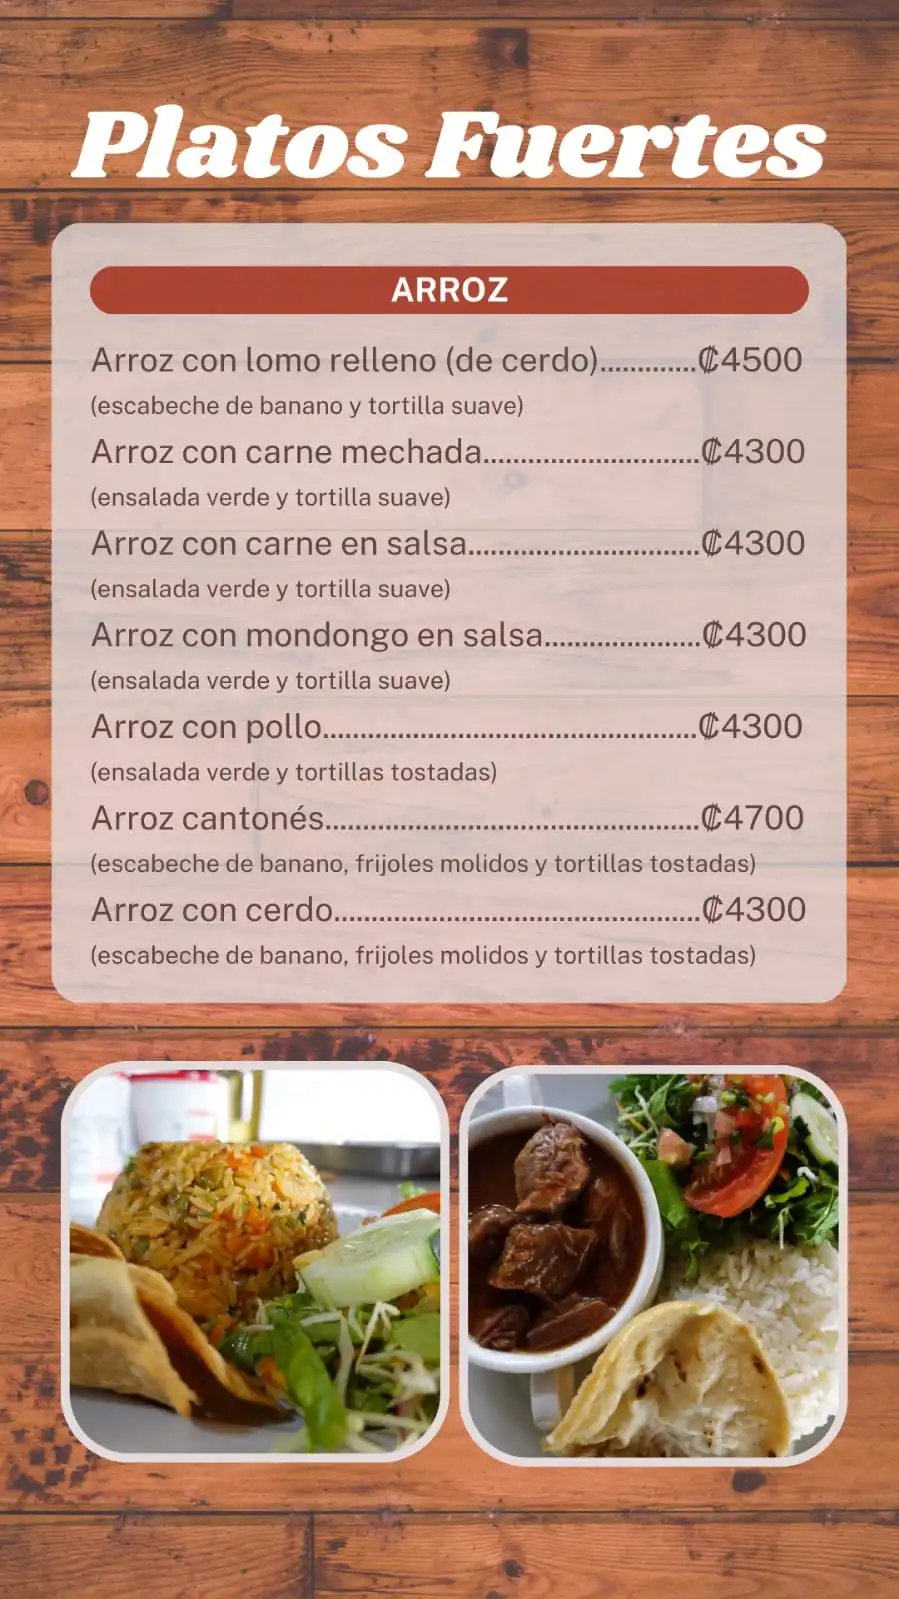 Platos Fuertes
ARROZ
Arroz con lomo relleno (de cerdo).............₡4500
(escabeche de banano y tortilla suave)
Arroz con carne mechada.............................₡4300
(ensalada verde y tortilla suave)
Arroz con carne en salsa...............................₡4300
(ensalada verde y tortilla suave)
Arroz con mondongo en salsa.....................₡4300
(ensalada verde y tortilla suave)
Arroz con pollo..................................................₡4300
(ensalada verde y tortillas tostadas)
Arroz cantonés..................................................₡4700
(escabeche de banano, frijoles molidos y tortillas tostadas)
Arroz con cerdo.................................................₡4300
(escabeche de banano, frijoles molidos y tortillas tostadas)